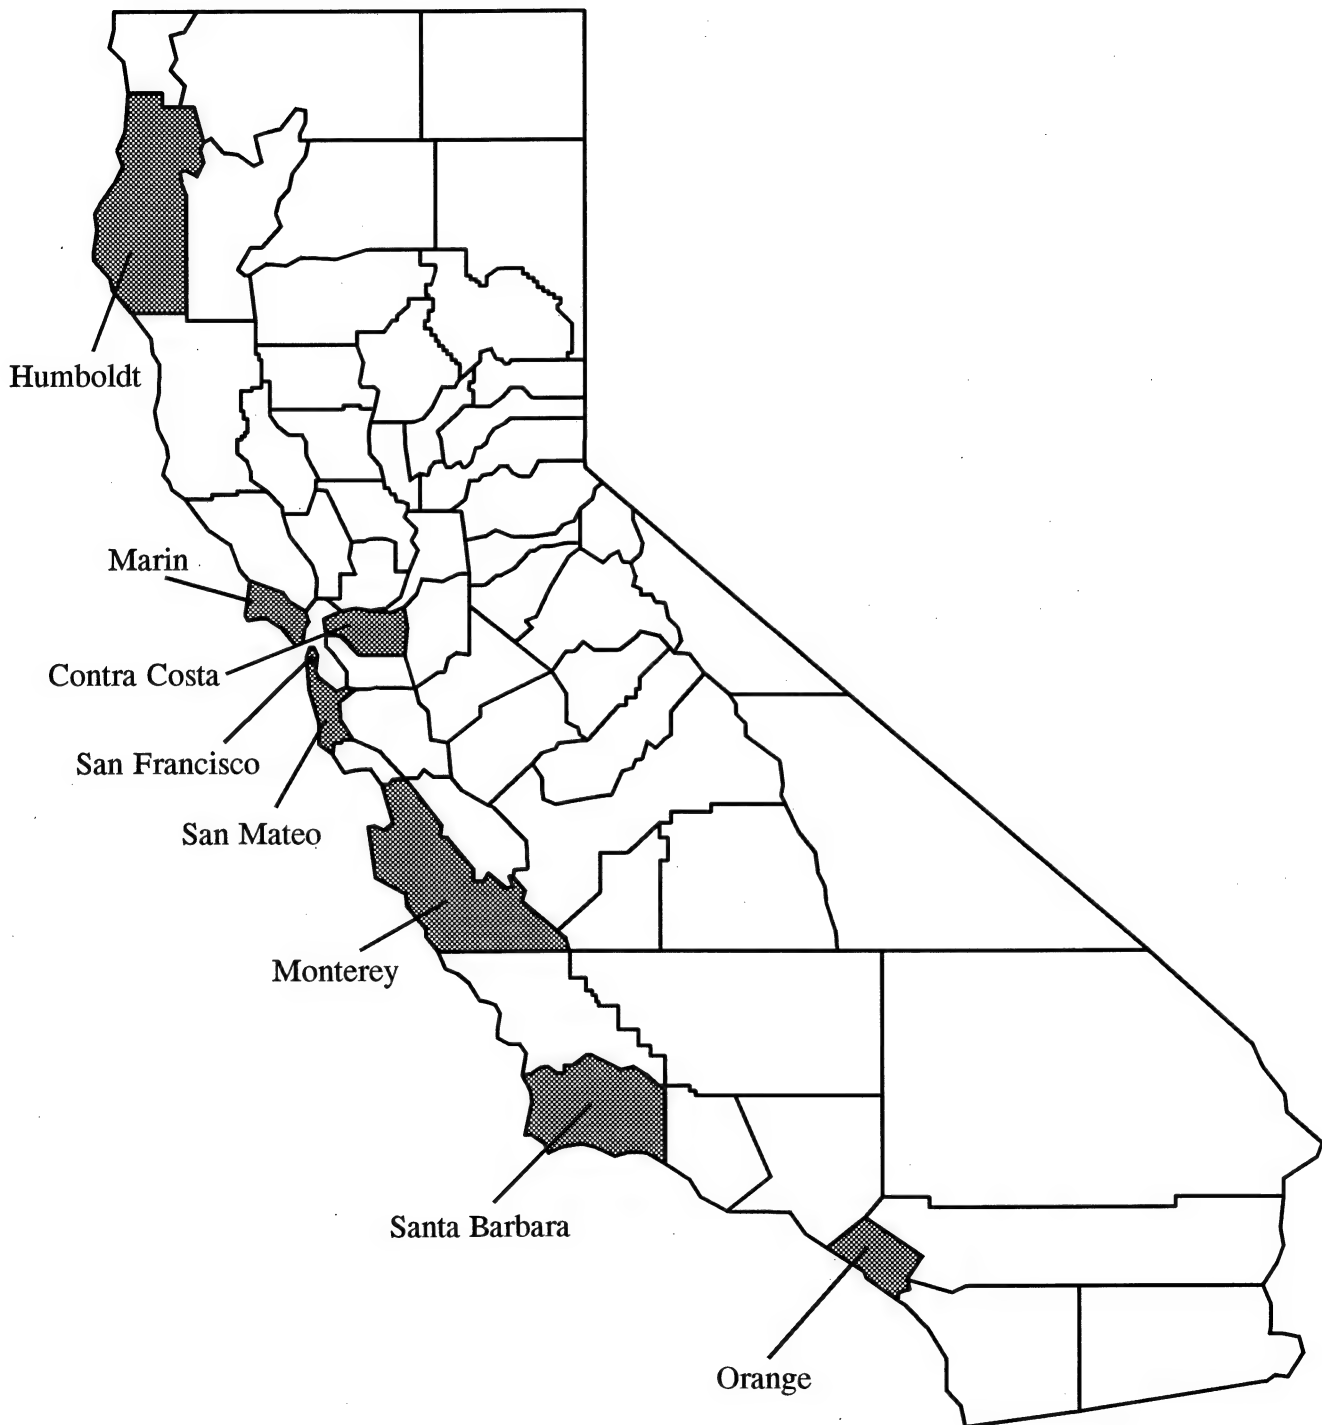 Humboldt
Marin
Contra Costa
San Francisco
San Mateo
Monterey
Santa Barbara
Orange